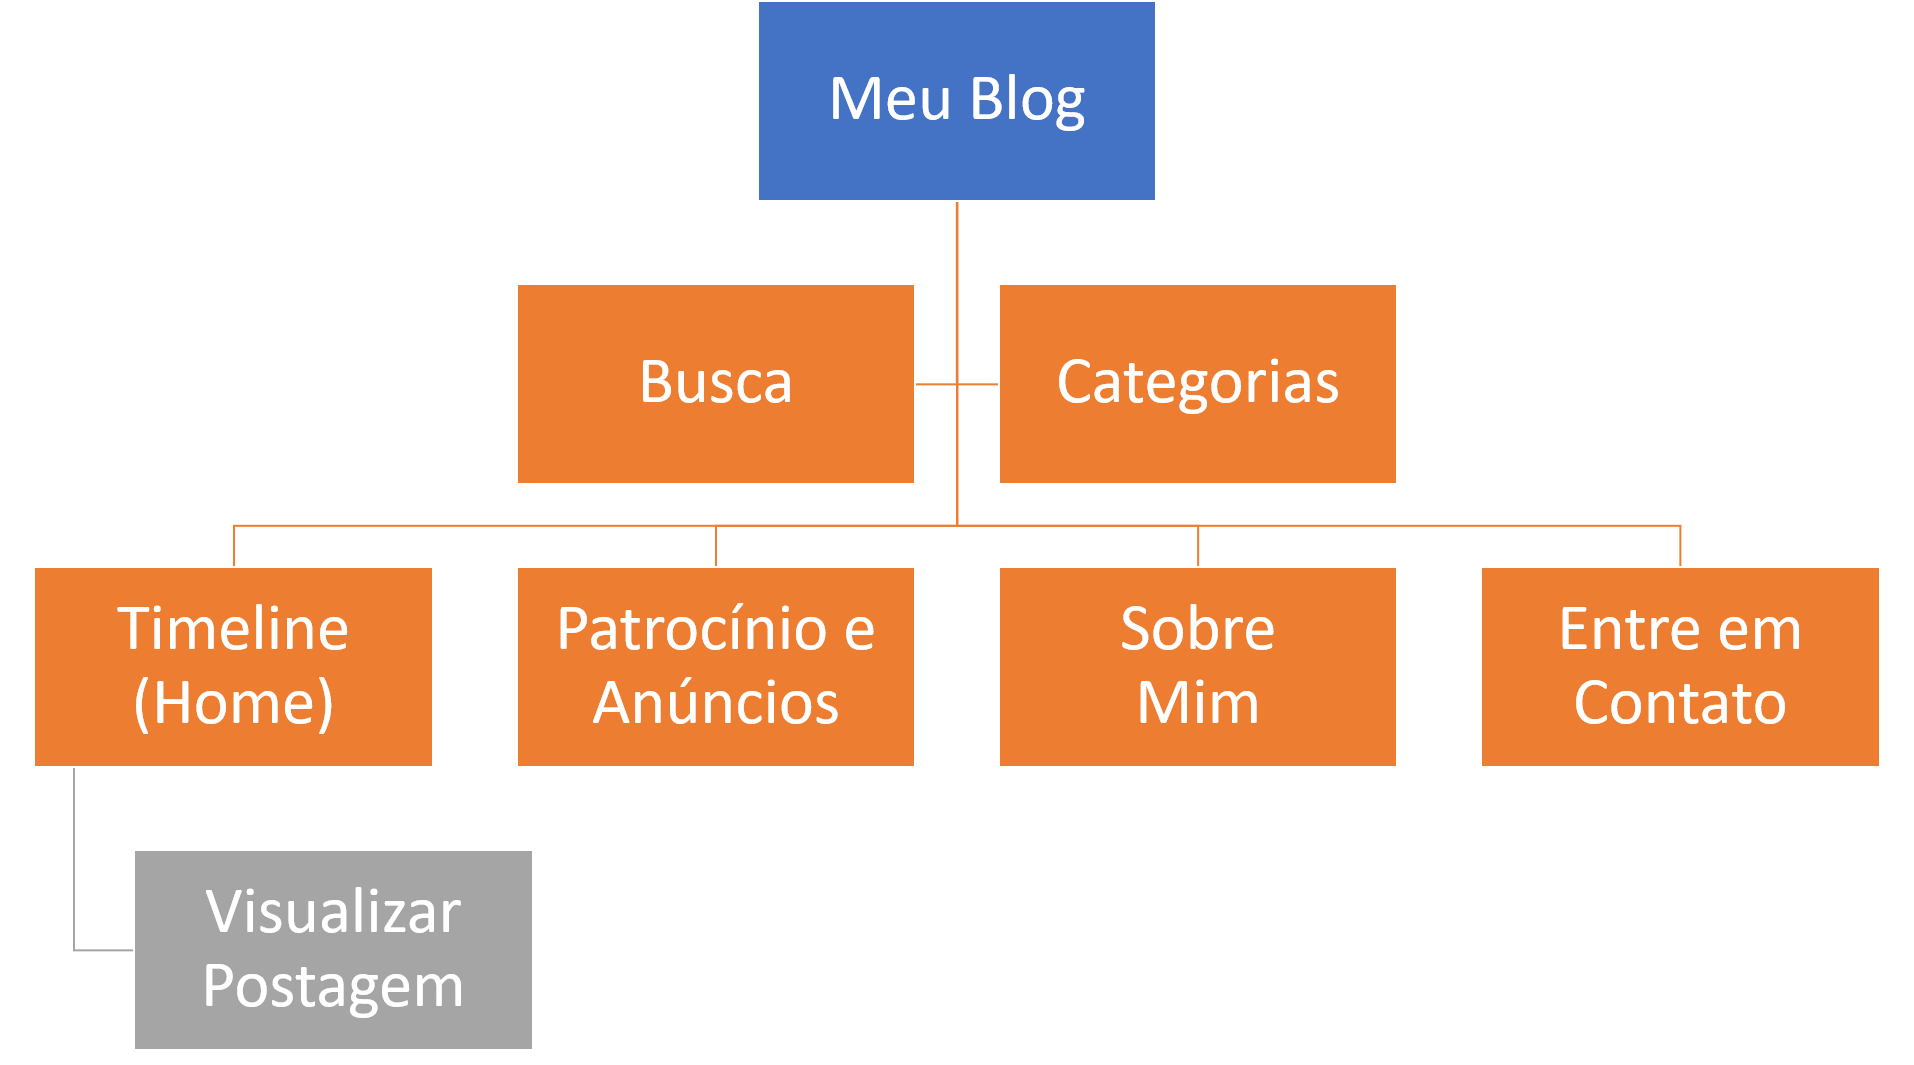 Meu Blog
Busca
Categorias
Timeline
(Home)
Patrocínio e
Anúncios
Sobre
Mim
Entre em
Contato
Visualizar
Postagem